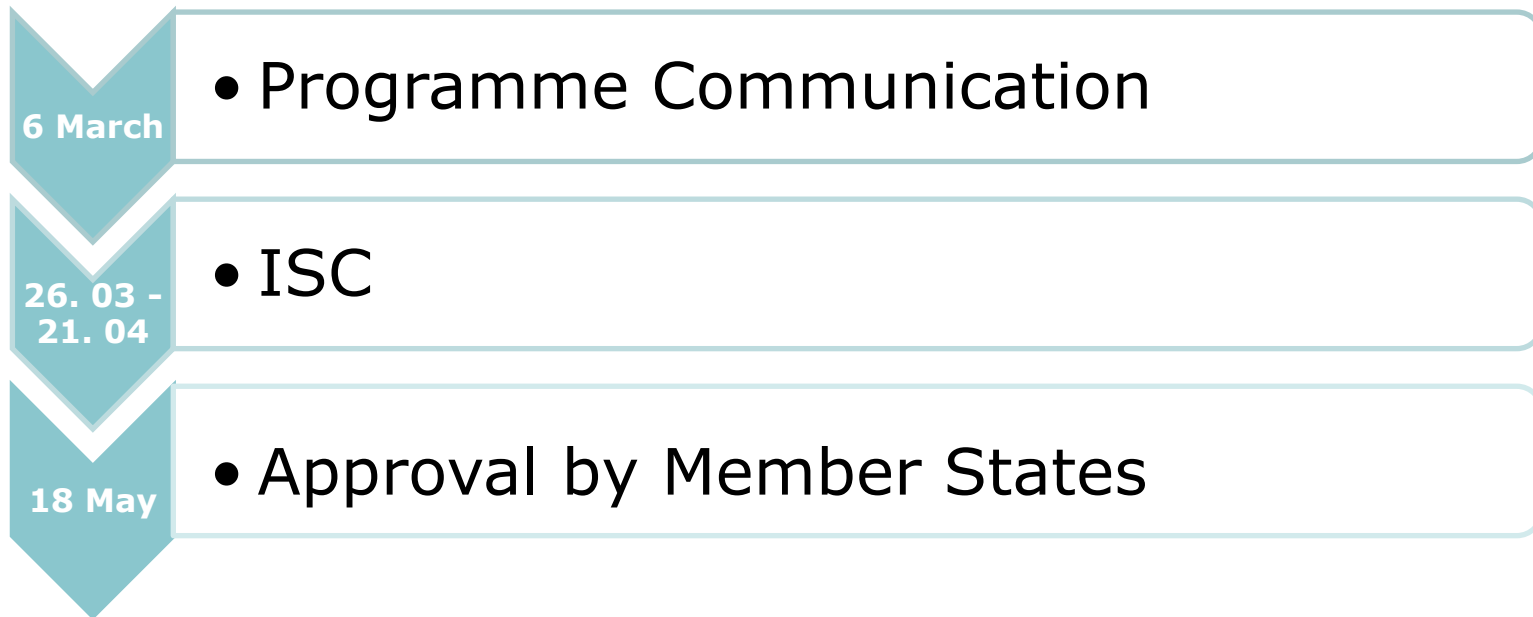 6 March
• Programme Communication
26. 03 -
21. 04
• ISC
18 May
• Approval by Member States